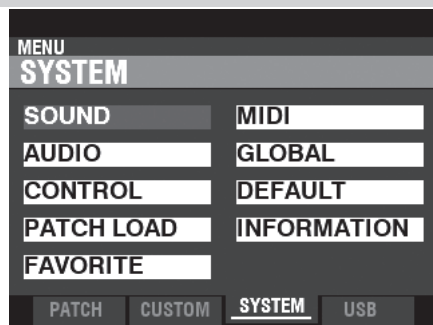 MENU
SYSTEM
SOUND
MIDI
AUDIO
GLOBAL
CONTROL
DEFAULT
PATCH LOAD
INFORMATION
FAVORITE
PATCH
CUSTOM
SYSTEM
USB